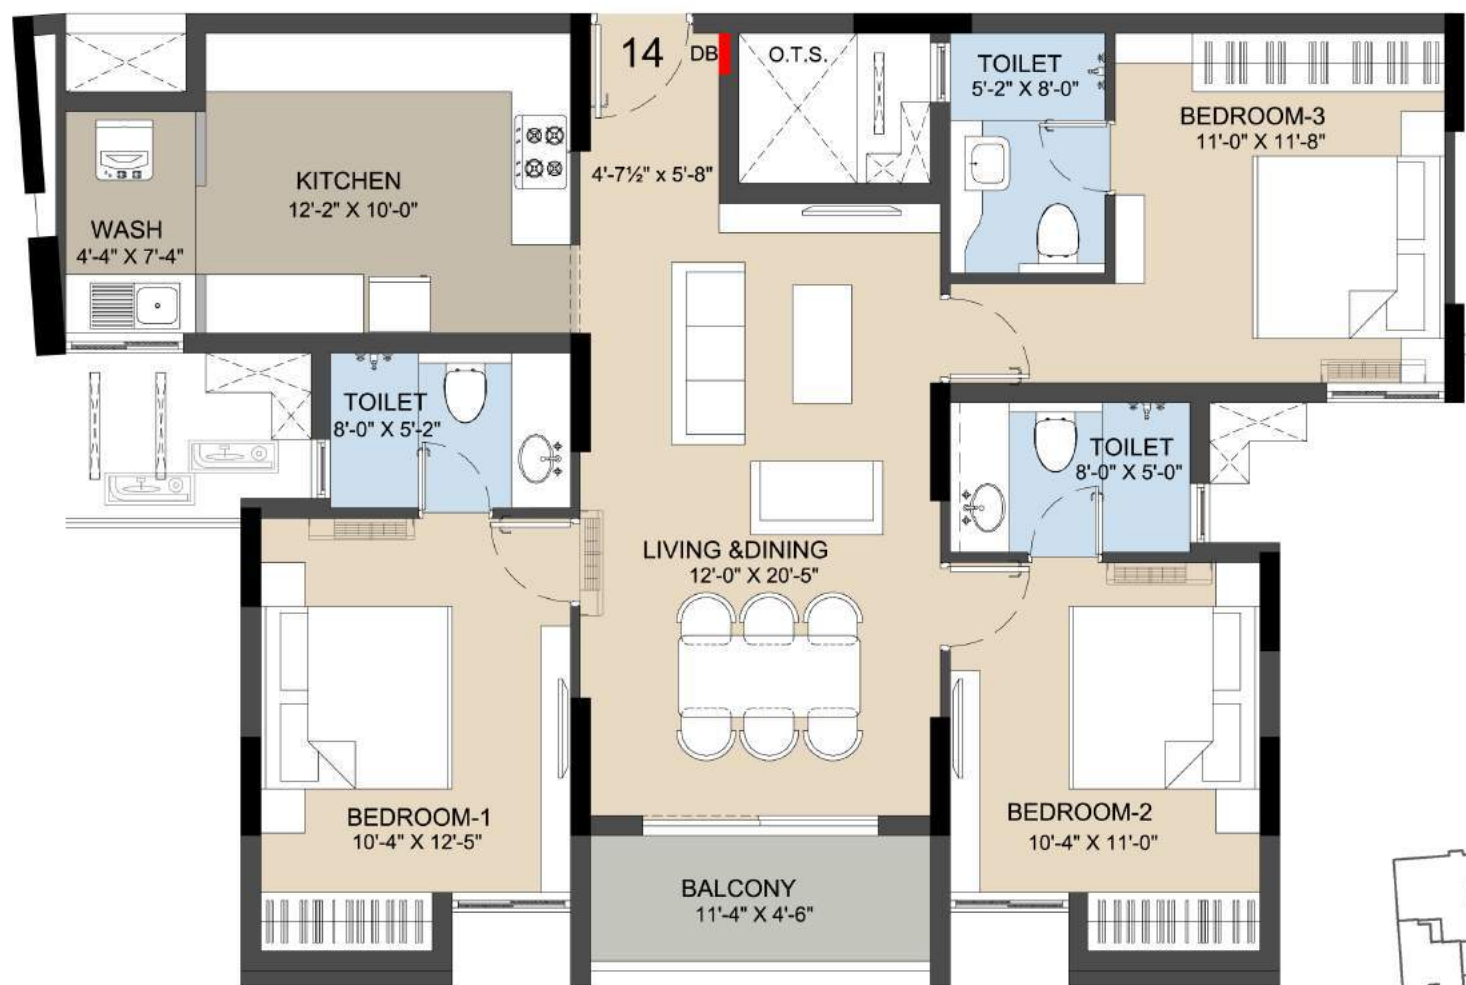 14
DB
O.T.S.
TOILET
5'-2" X 8'-0"
BEDROOM-3
11'-0" X 11'-8"
4'-7½" x 5'-8"
KITCHEN
12'-2" X 10'-0"
WASH
4'-4" X 7'-4"
TOILET
8'-0" X 5'-2"
TOILET
8'-0" X 5'-0"
LIVING &DINING
12'-0" X 20'-5"
BEDROOM-1
10'-4" X 12'-5"
BEDROOM-2
10'-4" X 11'-0"
BALCONY
11'-4" X 4'-6"